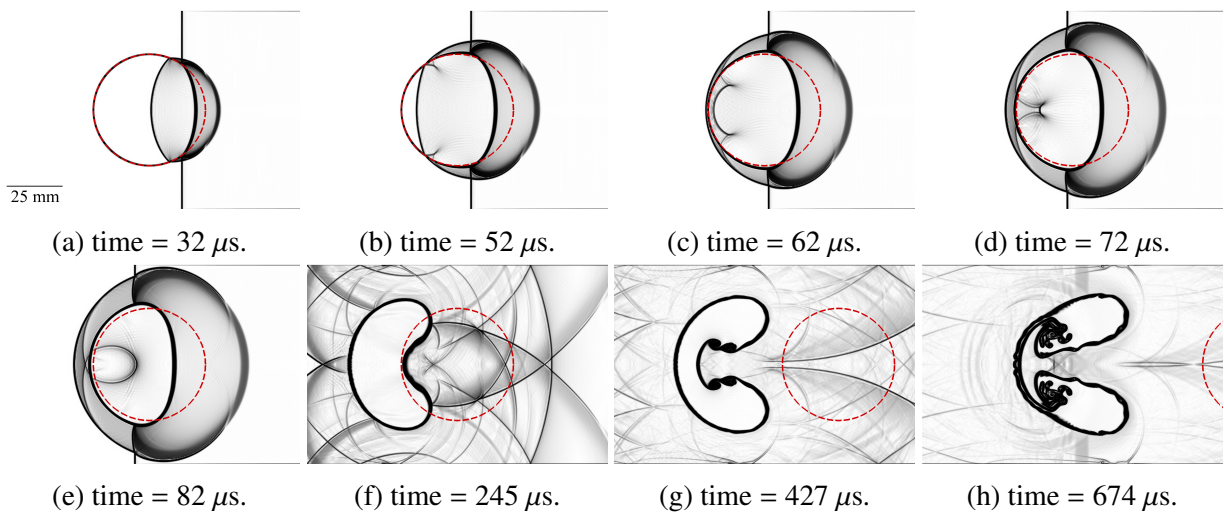 25 mm
(a) time = 32 μs.
(b) time = 52 μs.
(c) time = 62 μs.
(d) time = 72 μs.
(e) time = 82 μs.
(f) time = 245 μs.
(g) time = 427 μs.
(h) time = 674 μs.